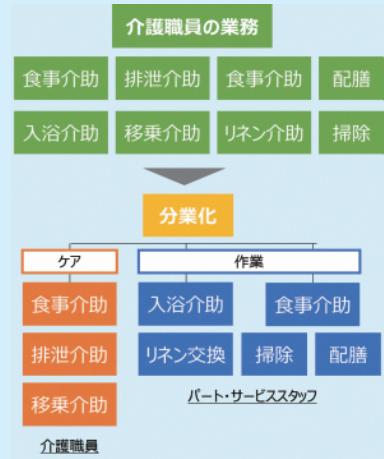 介護職員の業務
食事介助 排泄介助 食事介助 配膳
入浴介助 移乗介助 リネン介助 掃除
分業化
ケア 作業
食事介助 入浴介助 食事介助
排泄介助 リネン交換 掃除 配膳
移乗介助 パート・サービススタッフ
介護職員